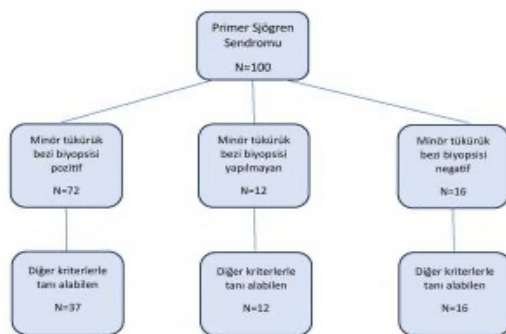 Primer Sjögren
Sendromu
N=100
Minör tükürük
bezi biyopsisi
pozitif
N=72
Minör tükürük
bezi biyopsisi
yapılmayan
N=12
Minör tükürük
bezi biyopsisi
negatif
N=16
Diğer kriterlerle
tanı alabilen
N=37
Diğer kriterlerle
tanı alabilen
N=12
Diğer kriterlerle
tanı alabilen
N=16